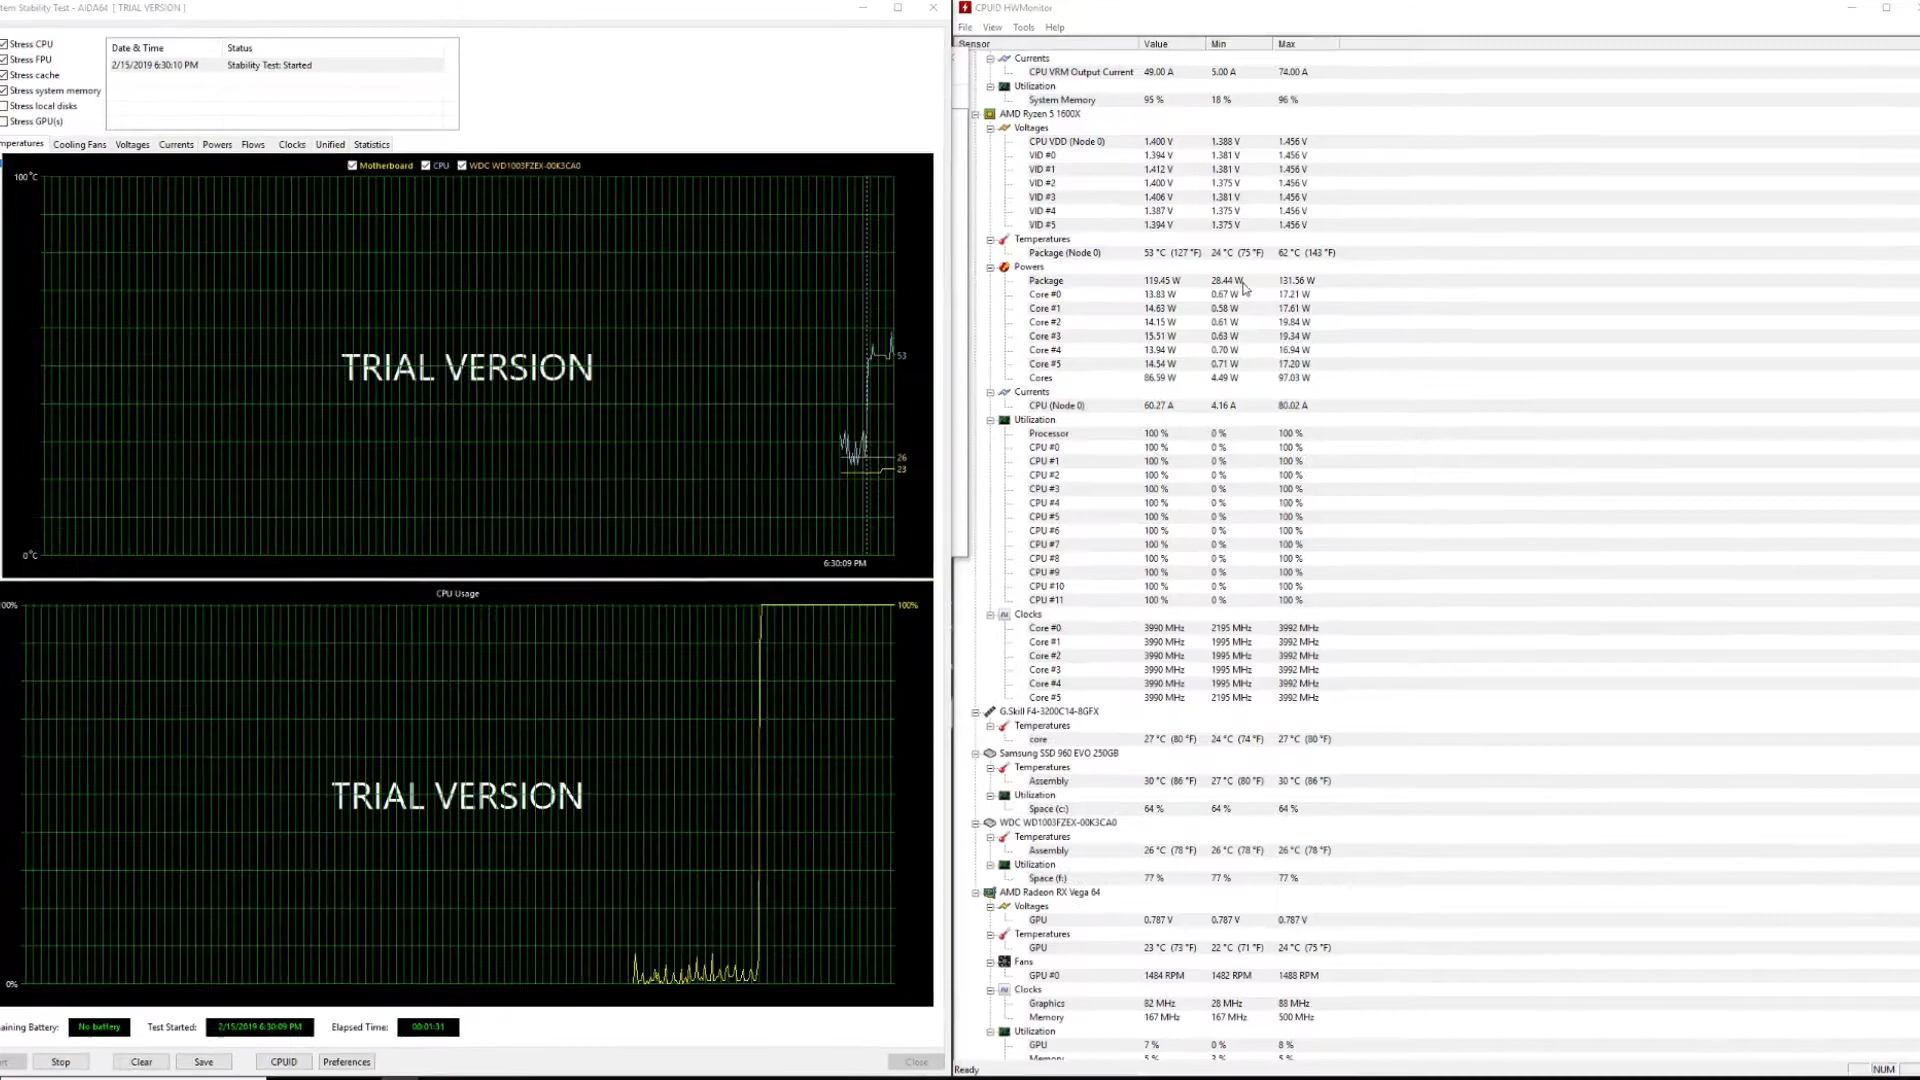 tem Stability Test - AIDA64 [ TRIAL VERSION ]
Stress CPU
Stress FPU
Stress cache
Stress system memory
Stress local disks
Stress GPU(s)
Date & Time Status
2/15/2019 6:30:10 PM Stability Test: Started
mperatures Cooling Fans Voltages Currents Powers Flows Clocks Unified Statistics
Motherboard CPU WDC WD1003FZEX-00K3CA0
100°C
TRIAL VERSION
53
26
23
0°C
6:30:09 PM
CPU Usage
00% 100%
TRIAL VERSION
0%
aining Battery: No battery Test Started: 2/15/2019 6:30:09 PM Elapsed Time: 00:01:31
Stop Clear Save CPUID Preferences Close
CPUID HWMonitor
File View Tools Help
Sensor Value Min Max
Currents
CPU VRM Output Current 49.00 A 5.00 A 74.00 A
Utilization
System Memory 95 % 18 % 96 %
AMD Ryzen 5 1600X
Voltages
CPU VDD (Node 0) 1.400 V 1.388 V 1.456 V
VID #0 1.394 V 1.381 V 1.456 V
VID #1 1.412 V 1.381 V 1.456 V
VID #2 1.400 V 1.375 V 1.456 V
VID #3 1.406 V 1.381 V 1.456 V
VID #4 1.387 V 1.375 V 1.456 V
VID #5 1.394 V 1.375 V 1.456 V
Temperatures
Package (Node 0) 53 °C (127 °F) 24 °C (75 °F) 62 °C (143 °F)
Powers
Package 119.45 W 28.44 W 131.56 W
Core #0 13.83 W 0.67 W 17.21 W
Core #1 14.63 W 0.58 W 17.61 W
Core #2 14.15 W 0.61 W 19.84 W
Core #3 15.51 W 0.63 W 19.34 W
Core #4 13.94 W 0.70 W 16.94 W
Core #5 14.54 W 0.71 W 17.20 W
Cores 86.59 W 4.49 W 97.03 W
Currents
CPU (Node 0) 60.27 A 4.16 A 80.02 A
Utilization
Processor 100 % 0 % 100 %
CPU #0 100 % 0 % 100 %
CPU #1 100 % 0 % 100 %
CPU #2 100 % 0 % 100 %
CPU #3 100 % 0 % 100 %
CPU #4 100 % 0 % 100 %
CPU #5 100 % 0 % 100 %
CPU #6 100 % 0 % 100 %
CPU #7 100 % 0 % 100 %
CPU #8 100 % 0 % 100 %
CPU #9 100 % 0 % 100 %
CPU #10 100 % 0 % 100 %
CPU #11 100 % 0 % 100 %
Clocks
Core #0 3990 MHz 2195 MHz 3992 MHz
Core #1 3990 MHz 1995 MHz 3992 MHz
Core #2 3990 MHz 1995 MHz 3992 MHz
Core #3 3990 MHz 1995 MHz 3992 MHz
Core #4 3990 MHz 1995 MHz 3992 MHz
Core #5 3990 MHz 2195 MHz 3992 MHz
G.Skill F4-3200C14-8GFX
Temperatures
core 27 °C (80 °F) 24 °C (74 °F) 27 °C (80 °F)
Samsung SSD 960 EVO 250GB
Temperatures
Assembly 30 °C (86 °F) 27 °C (80 °F) 30 °C (86 °F)
Utilization
Space (c:) 64 % 64 % 64 %
WDC WD1003FZEX-00K3CA0
Temperatures
Assembly 26 °C (78 °F) 26 °C (78 °F) 26 °C (78 °F)
Utilization
Space (f:) 77 % 77 % 77 %
AMD Radeon RX Vega 64
Voltages
GPU 0.787 V 0.787 V 0.787 V
Temperatures
GPU 23 °C (73 °F) 22 °C (71 °F) 24 °C (75 °F)
Fans
GPU #0 1484 RPM 1482 RPM 1488 RPM
Clocks
Graphics 82 MHz 28 MHz 88 MHz
Memory 167 MHz 167 MHz 500 MHz
Utilization
GPU 7 % 0 % 8 %
Memory 5 % 3 % 5 %
Ready NUM